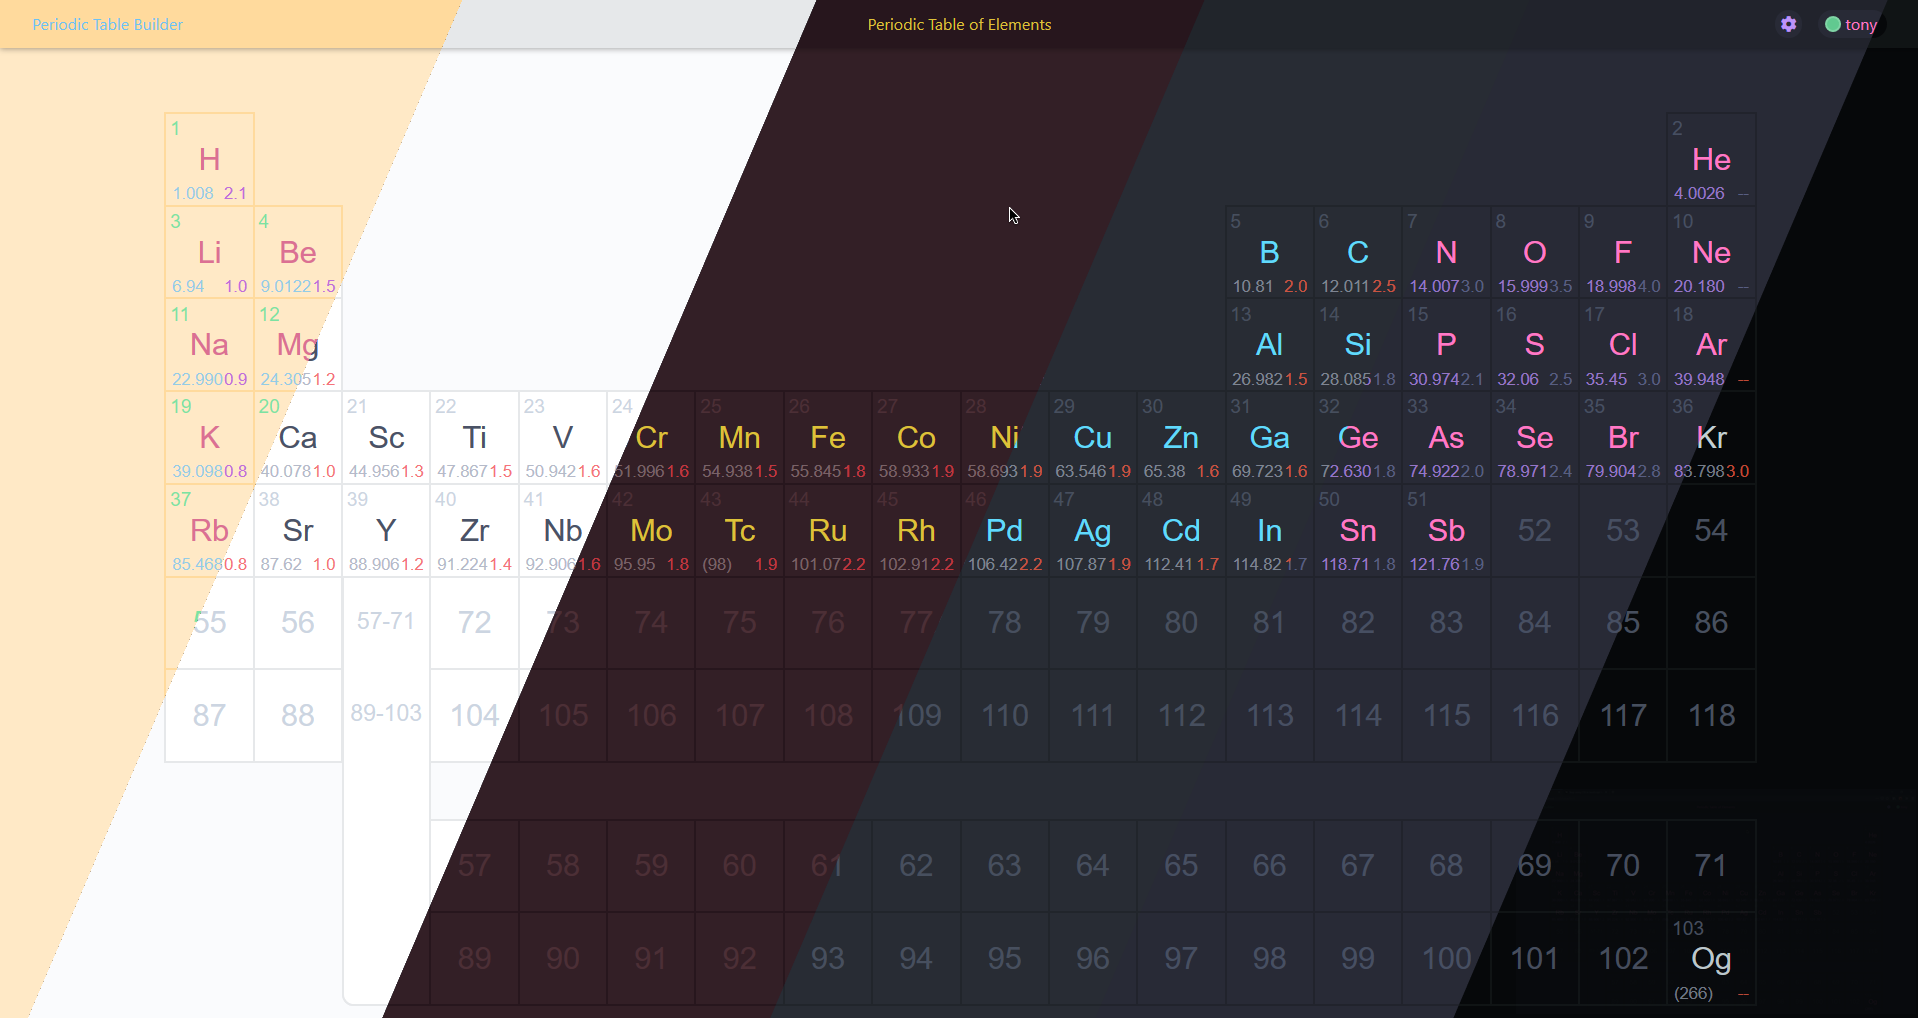 Periodic Table Builder Periodic Table of Elements tony
1 2
H He
1.008 2.1 4.0026 --
3 4 5 6 7 8 9 10
Li Be B C N O F Ne
6.94 1.0 9.0122 1.5 10.81 2.0 12.011 2.5 14.007 3.0 15.999 3.5 18.998 4.0 20.180 --
11 12 13 14 15 16 17 18
Na Mg Al Si P S Cl Ar
22.990 0.9 24.305 1.2 26.982 1.5 28.085 1.8 30.974 2.1 32.06 2.5 35.45 3.0 39.948 --
19 20 21 22 23 24 25 26 27 28 29 30 31 32 33 34 35 36
K Ca Sc Ti V Cr Mn Fe Co Ni Cu Zn Ga Ge As Se Br Kr
39.098 0.8 40.078 1.0 44.956 1.3 47.867 1.5 50.942 1.6 51.996 1.6 54.938 1.5 55.845 1.8 58.933 1.9 58.693 1.9 63.546 1.9 65.38 1.6 69.723 1.6 72.630 1.8 74.922 2.0 78.971 2.4 79.904 2.8 83.798 3.0
37 38 39 40 41 42 43 44 45 46 47 48 49 50 51
Rb Sr Y Zr Nb Mo Tc Ru Rh Pd Ag Cd In Sn Sb 52 53 54
85.468 0.8 87.62 1.0 88.906 1.2 91.224 1.4 92.906 1.6 95.95 1.8 (98) 1.9 101.07 2.2 102.91 2.2 106.42 2.2 107.87 1.9 112.41 1.7 114.82 1.7 118.71 1.8 121.76 1.9
55 56 57-71 72 73 74 75 76 77 78 79 80 81 82 83 84 85 86
87 88 89-103 104 105 106 107 108 109 110 111 112 113 114 115 116 117 118
57 58 59 60 61 62 63 64 65 66 67 68 69 70 71
103
89 90 91 92 93 94 95 96 97 98 99 100 101 102 Og
(266) --